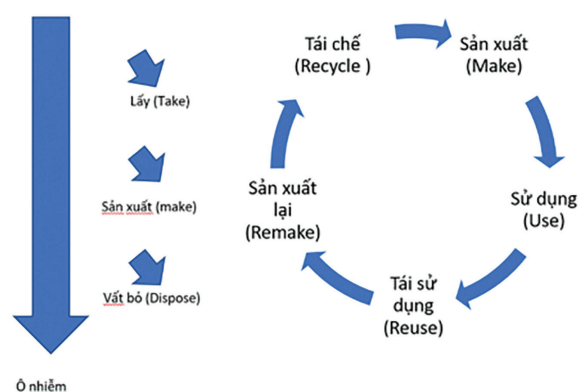 Lấy (Take)
Sản xuất (make)
Vất bỏ (Dispose)
Ô nhiễm
Tái chế
(Recycle )
Sản xuất
(Make)
Sử dụng
(Use)
Tái sử
dụng
(Reuse)
Sản xuất
lại
(Remake)